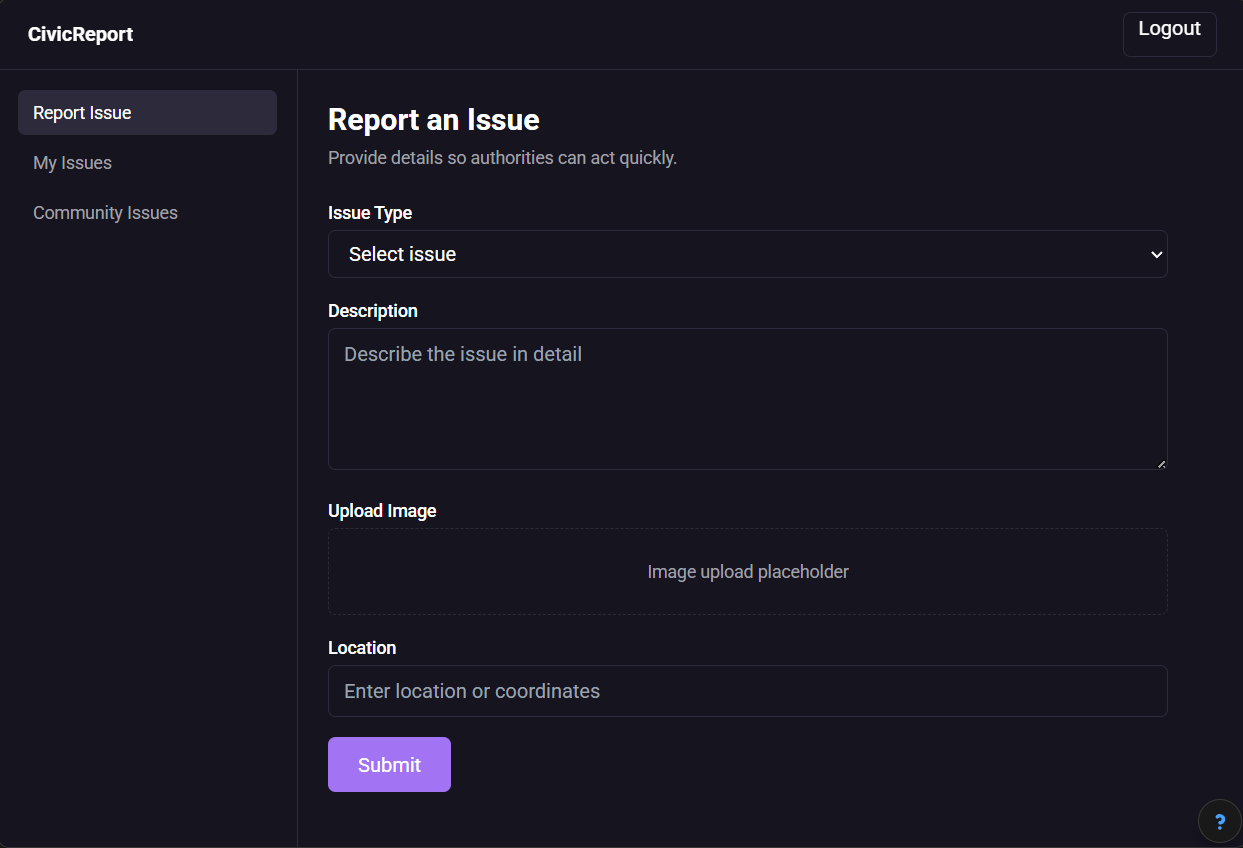 CivicReport
Logout
Report Issue
My Issues
Community Issues
Report an Issue
Provide details so authorities can act quickly.
Issue Type
Select issue
Description
Describe the issue in detail
Upload Image
Image upload placeholder
Location
Enter location or coordinates
Submit
?